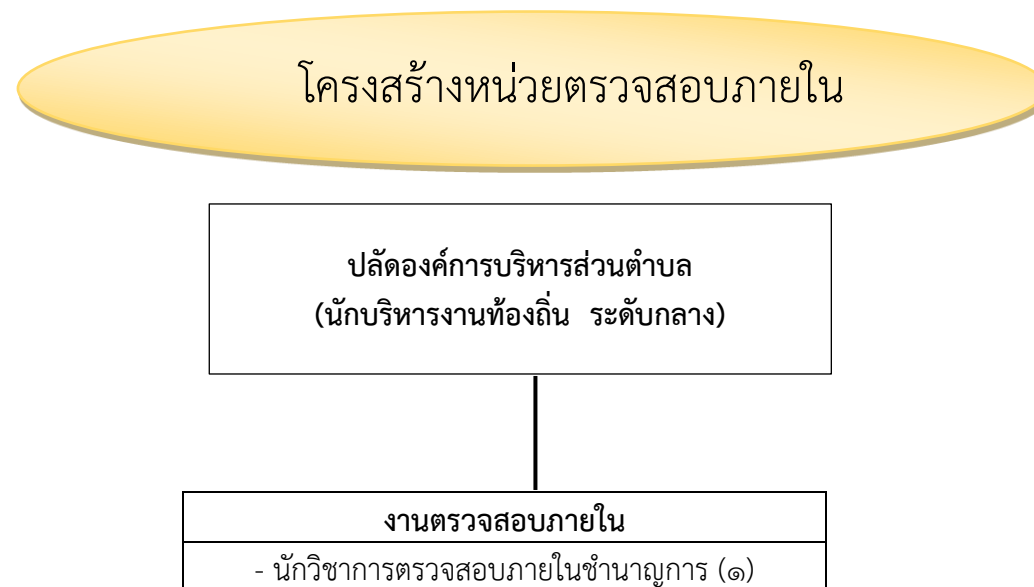 โครงสร้างหน่วยตรวจสอบภายใน
ปลัดองค์การบริหารส่วนตำบล
(นักบริหารงานท้องถิ่น ระดับกลาง)
งานตรวจสอบภายใน
- นักวิชาการตรวจสอบภายในชำนาญการ (๑)